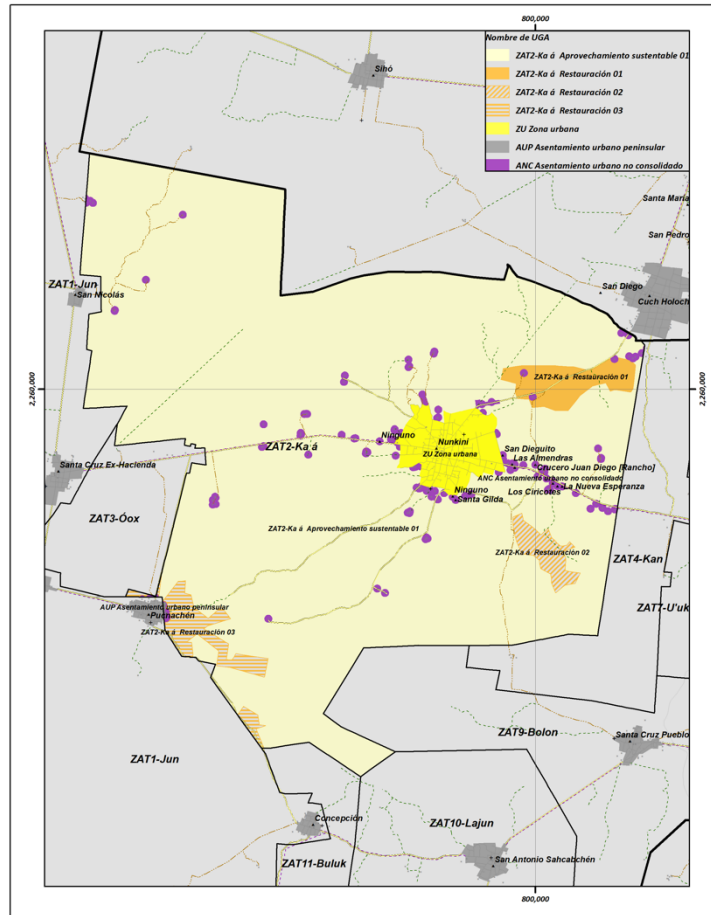 800,000
Nombre de UGA
ZAT2-Ka á Aprovechamiento sustentable 01
ZAT2-Ka á Restauración 01
ZAT2-Ka á Restauración 02
ZAT2-Ka á Restauración 03
ZU Zona urbana
AUP Asentamiento urbano peninsular
ANC Asentamiento urbano no consolidado
Sihó
Santa María
San Pedro
ZAT1-Jun
San Nicolás
San Diego
Cuch Holoch
2,260,000
2,260,000
ZAT2-Ka á Restauración 01
Ninguno
Nunkiní
ZAT2-Ka á
ZU Zona urbana
San Dieguito
Las Almendras
Santa Cruz Ex-Hacienda
Crucero Juan Diego [Rancho]
ANC Asentamiento urbano no consolidado
La Nueva Esperanza
Ninguno
Los Ciricotes
Santa Gilda
ZAT3-Óox
ZAT2-Ka á Aprovechamiento sustentable 01
ZAT2-Ka á Restauración 02
ZAT4-Kan
ZAT7-U'uk
AUP Asentamiento urbano peninsular
Purnachén
ZAT2-Ka á Restauración 03
ZAT9-Bolon
Santa Cruz Pueblo
ZAT1-Jun
Concepción
ZAT10-Lajun
ZAT11-Buluk
San Antonio Sahcabchén
800,000